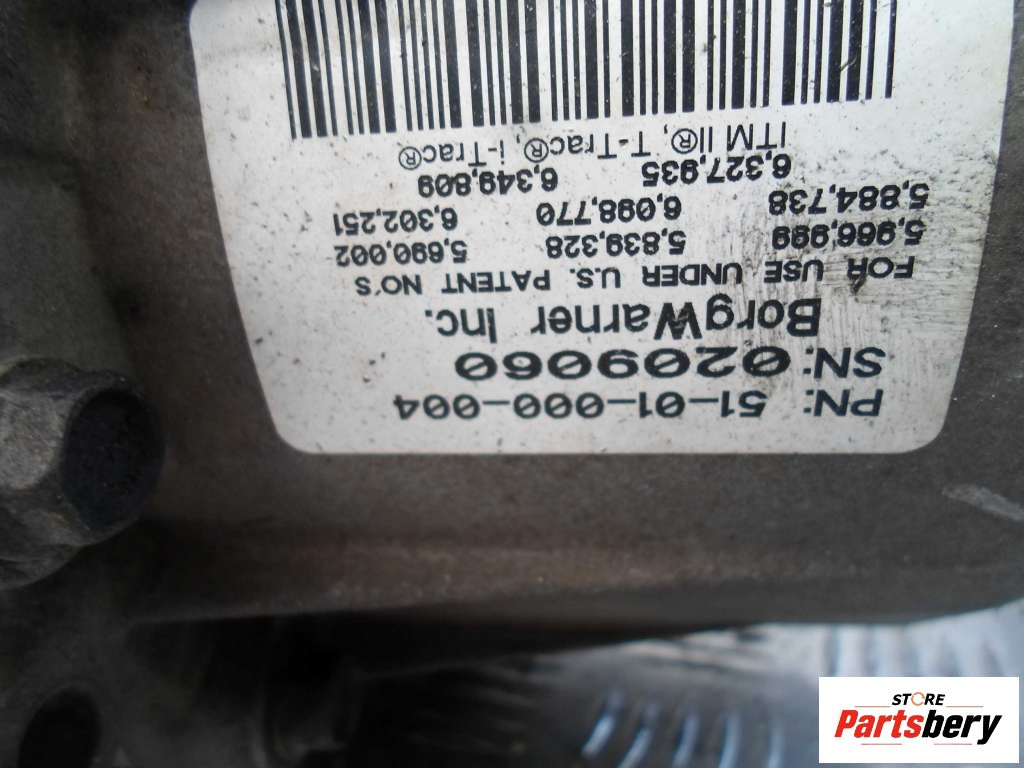 PN: 51-01-000-004
SN: 0209060
BorgWarner Inc.
FOR USE UNDER U.S. PATENT NO'S
5,966,999 5,839,328 5,690,002
5,884,738 6,098,770 6,302,251
6,327,935 6,349,809
ITM II®, T-Trac®, i-Trac®
STORE
Partsbery